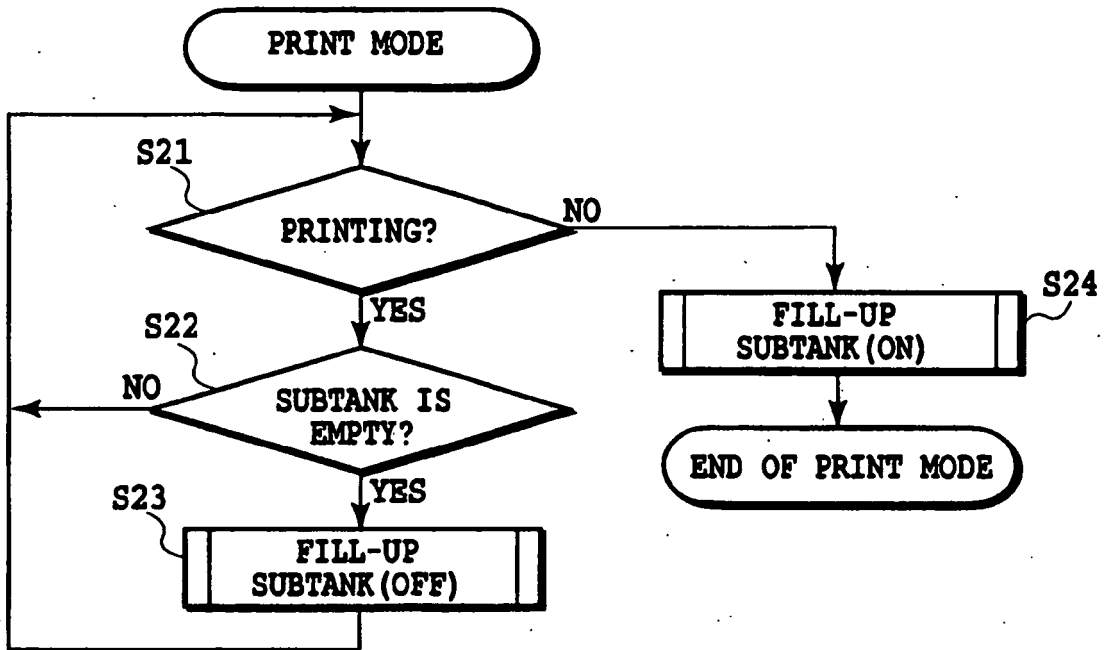 PRINT MODE
S21
PRINTING?
NO
YES
S22
SUBTANK IS
EMPTY?
NO
YES
S23
FILL-UP
SUBTANK(OFF)
S24
FILL-UP
SUBTANK(ON)
END OF PRINT MODE